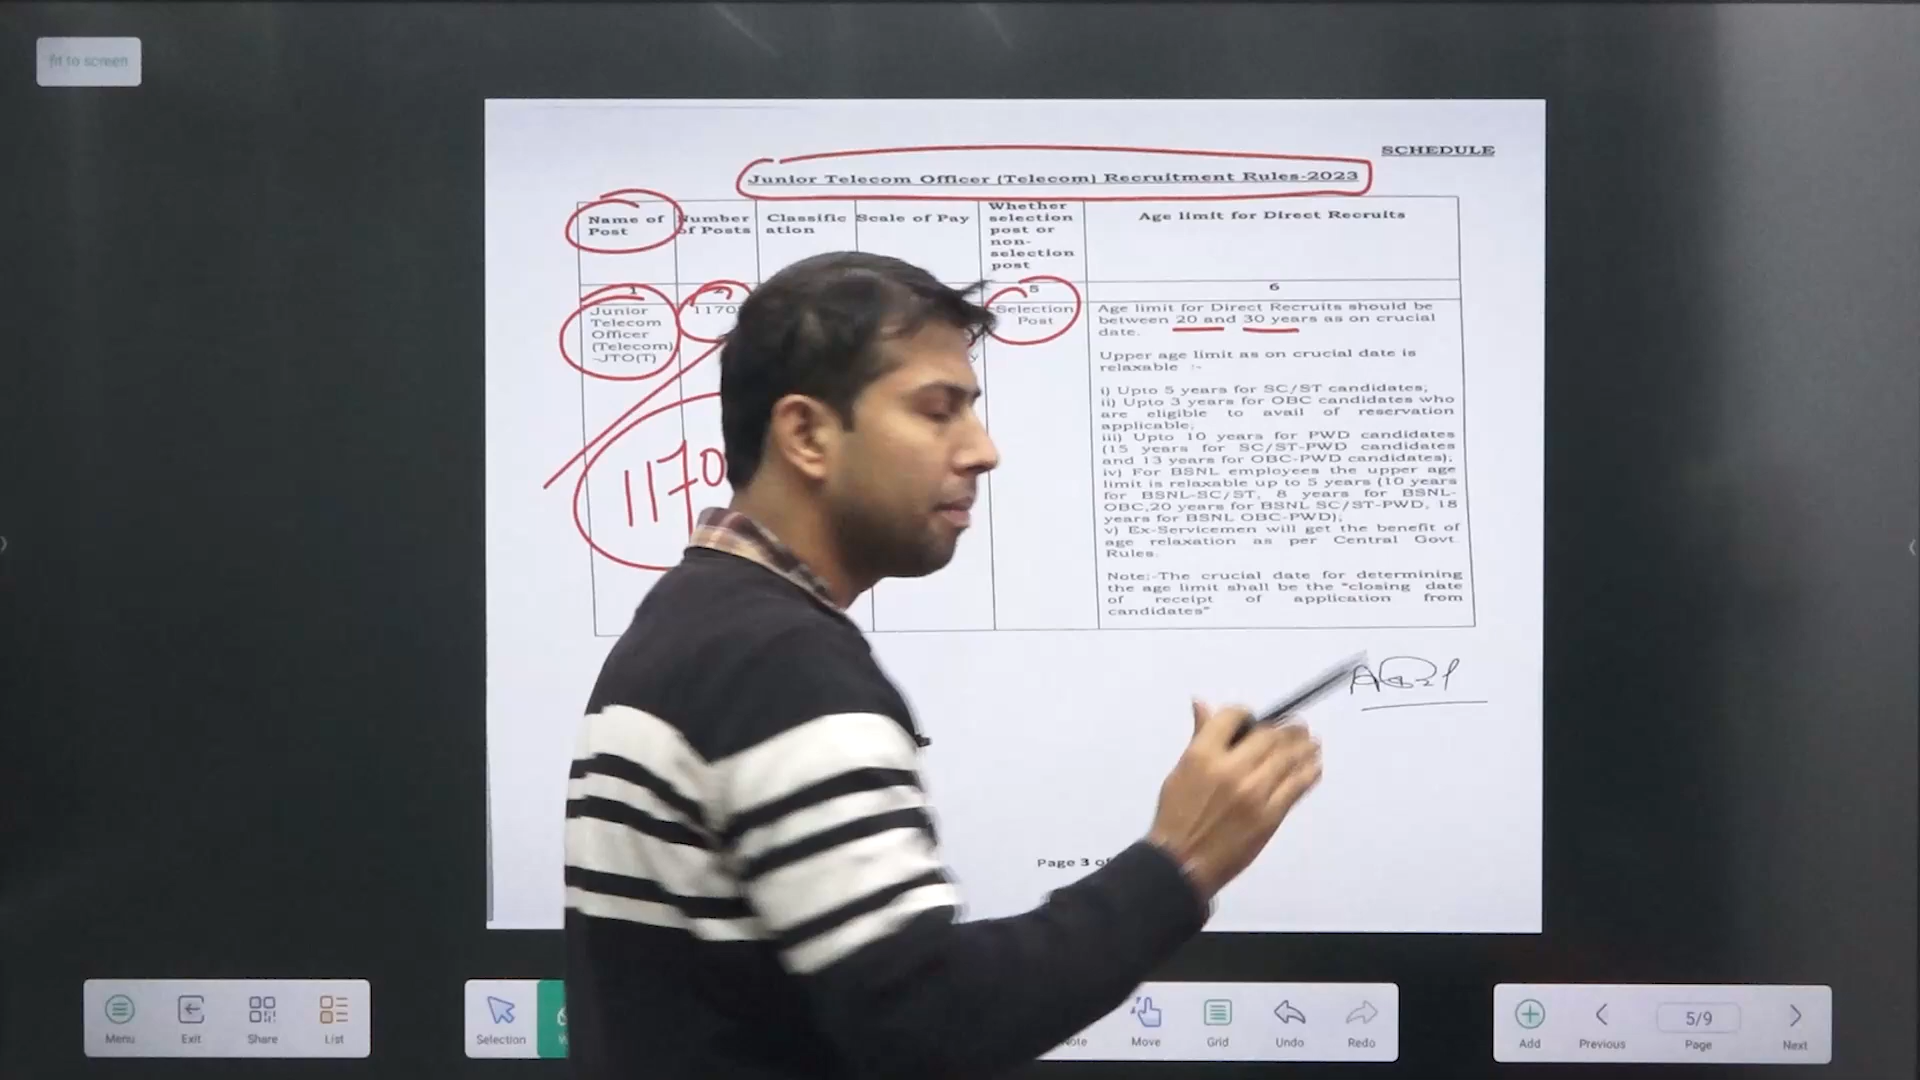 fit to screen
SCHEDULE
Junior Telecom Officer (Telecom) Recruitment Rules-2023
Name of
Post
Number
of Posts
Classific
ation
Scale of Pay
Whether
selection
post or
non-
selection
post
Age limit for Direct Recruits
1
2
5
6
Junior
Telecom
Officer
(Telecom)
-JTO(T)
1170
Selection
Post
Age limit for Direct Recruits should be
between 20 and 30 years as on crucial
date.
Upper age limit as on crucial date is
relaxable :-
i) Upto 5 years for SC/ST candidates;
ii) Upto 3 years for OBC candidates who
are eligible to avail of reservation
applicable;
iii) Upto 10 years for PWD candidates
(15 years for SC/ST-PWD candidates
and 13 years for OBC-PWD candidates);
iv) For BSNL employees the upper age
limit is relaxable up to 5 years (10 years
for BSNL-SC/ST, 8 years for BSNL-
OBC,20 years for BSNL SC/ST-PWD, 18
years for BSNL OBC-PWD);
v) Ex-Servicemen will get the benefit of
age relaxation as per Central Govt.
Rules.
Note:-The crucial date for determining
the age limit shall be the "closing date
of receipt of application from
candidates"
1170
Page 3 of
Menu
Exit
Share
List
Selection
Move
Grid
Undo
Redo
Add
Previous
5/9
Page
Next